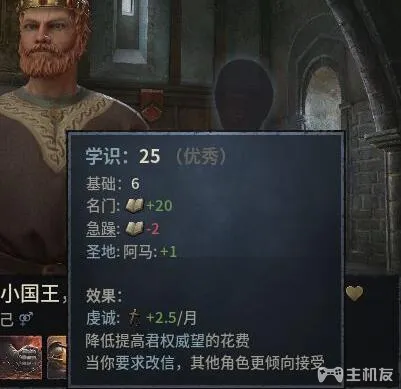 学识：25（优秀）
基础：6
名门：+20
急躁：-2
圣地：阿马：+1
效果：
虔诚：+2.5/月
降低提高君权威望的花费
当你要求改信，其他角色更倾向接受
小国王，
己
主机友